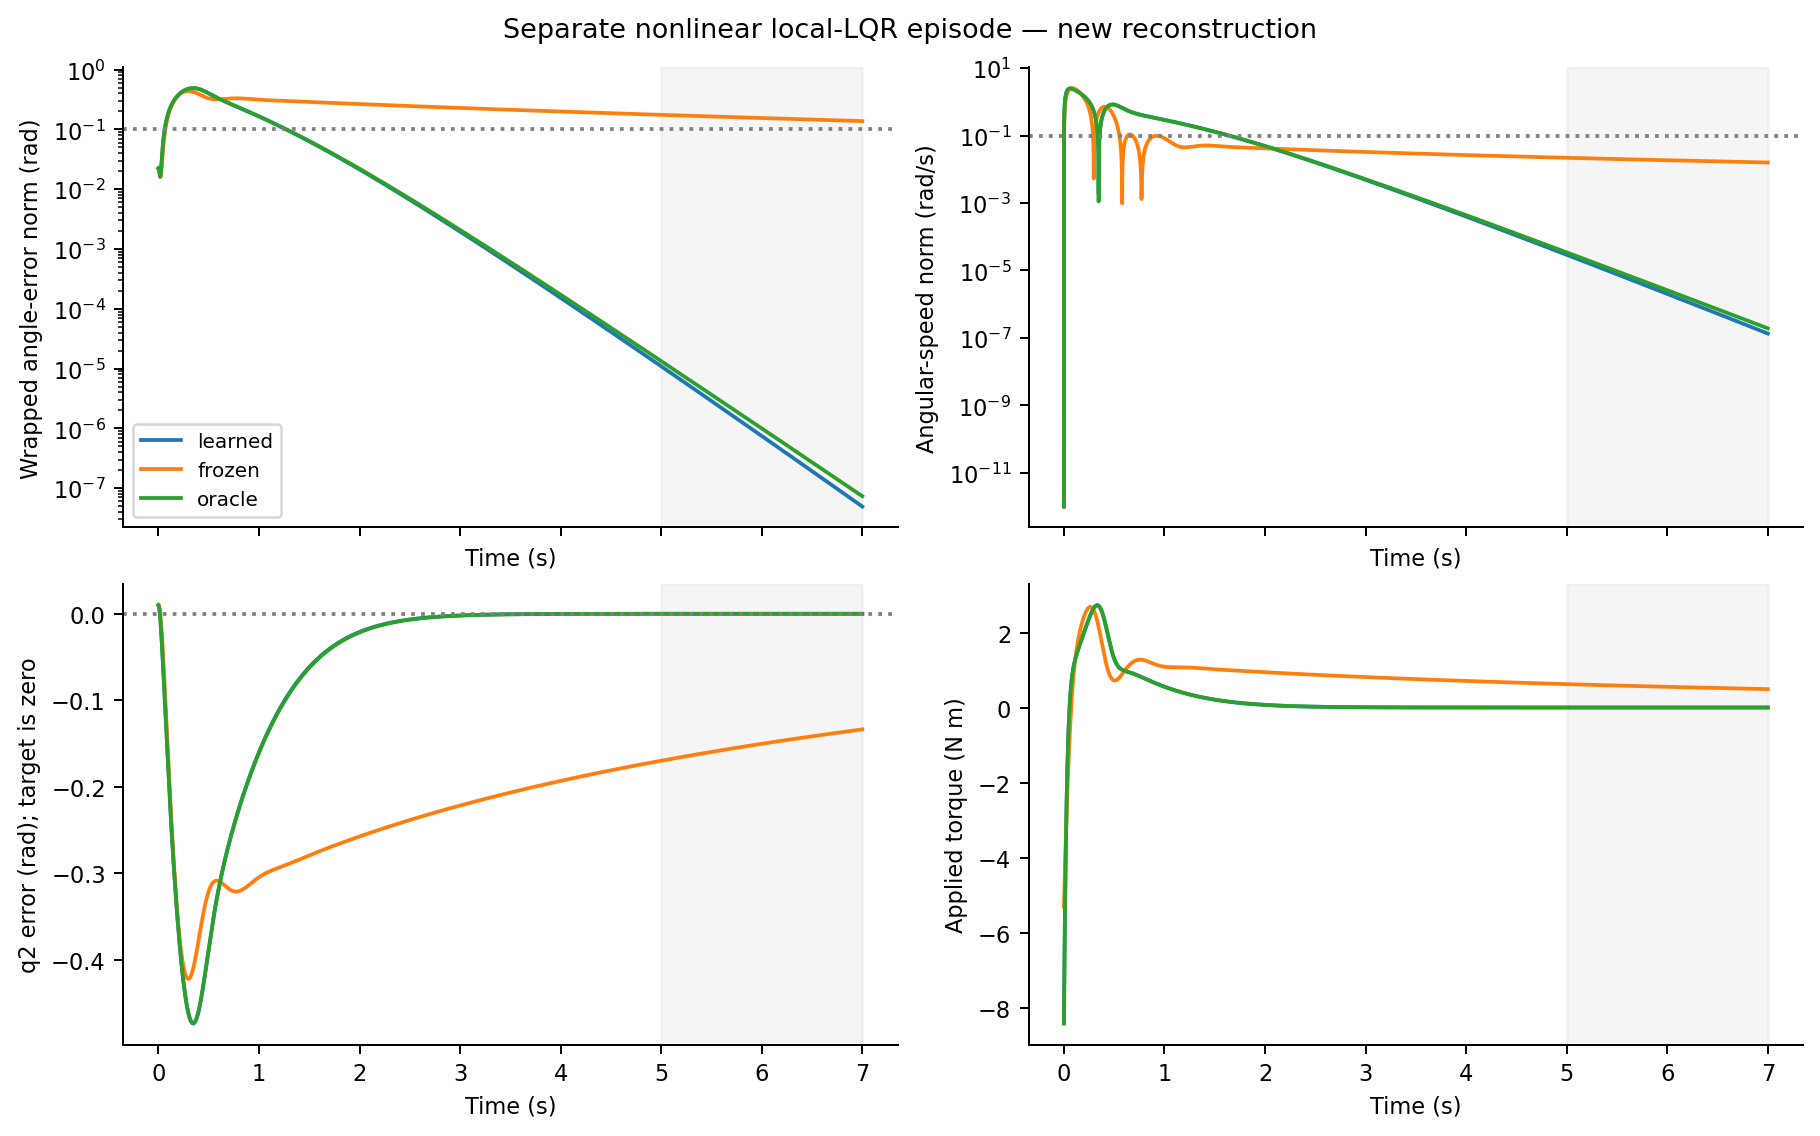 Separate nonlinear local-LQR episode — new reconstruction
Wrapped angle-error norm (rad)
10⁰
10⁻¹
10⁻²
10⁻³
10⁻⁴
10⁻⁵
10⁻⁶
10⁻⁷
learned
frozen
oracle
Time (s)
Angular-speed norm (rad/s)
10¹
10⁻¹
10⁻³
10⁻⁵
10⁻⁷
10⁻⁹
10⁻¹¹
Time (s)
q2 error (rad); target is zero
0.0
−0.1
−0.2
−0.3
−0.4
0 1 2 3 4 5 6 7
Time (s)
Applied torque (N m)
2
0
−2
−4
−6
−8
0 1 2 3 4 5 6 7
Time (s)